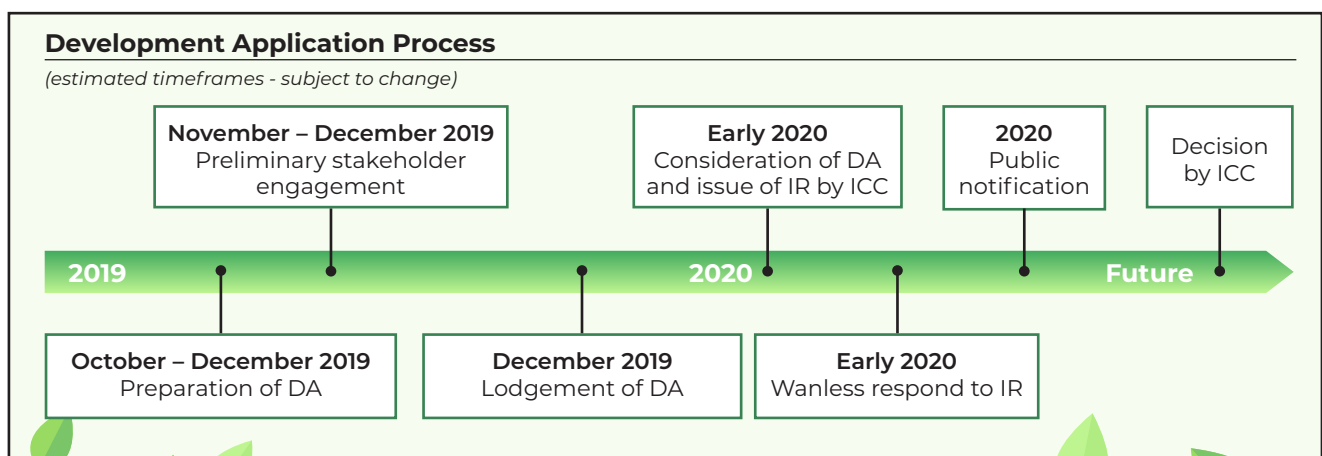 Development Application Process
(estimated timeframes - subject to change)
November – December 2019
Preliminary stakeholder
engagement
Early 2020
Consideration of DA
and issue of IR by ICC
2020
Public
notification
Decision
by ICC
2019
2020
Future
October – December 2019
Preparation of DA
December 2019
Lodgement of DA
Early 2020
Wanless respond to IR